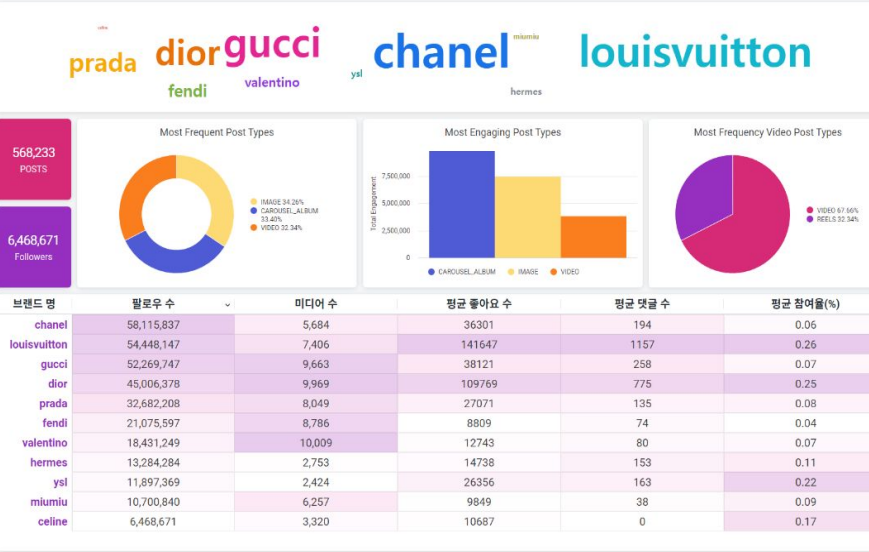 prada
dior
gucci
chanel
miumiu
louisvuitton
fendi
valentino
ysl
hermes
568,233
POSTS
6,468,671
Followers
Most Frequent Post Types
IMAGE 34.26%
CAROUSEL_ALBUM
33.40%
VIDEO 32.34%
Most Engaging Post Types
Total Engagement
7,500,000
5,000,000
2,500,000
0
CAROUSEL_ALBUM IMAGE VIDEO
Most Frequency Video Post Types
VIDEO 67.66%
REELS 32.34%
브랜드 명 팔로우 수 미디어 수 평균 좋아요 수 평균 댓글 수 평균 참여율(%)
chanel 58,115,837 5,684 36301 194 0.06
louisvuitton 54,448,147 7,406 141647 1157 0.26
gucci 52,269,747 9,663 38121 258 0.07
dior 45,006,378 9,969 109769 775 0.25
prada 32,682,208 8,049 27071 135 0.08
fendi 21,075,597 8,786 8809 74 0.04
valentino 18,431,249 10,009 12743 80 0.07
hermes 13,284,284 2,753 14738 153 0.11
ysl 11,897,369 2,424 26356 163 0.22
miumiu 10,700,840 6,257 9849 38 0.09
celine 6,468,671 3,320 10687 0 0.17